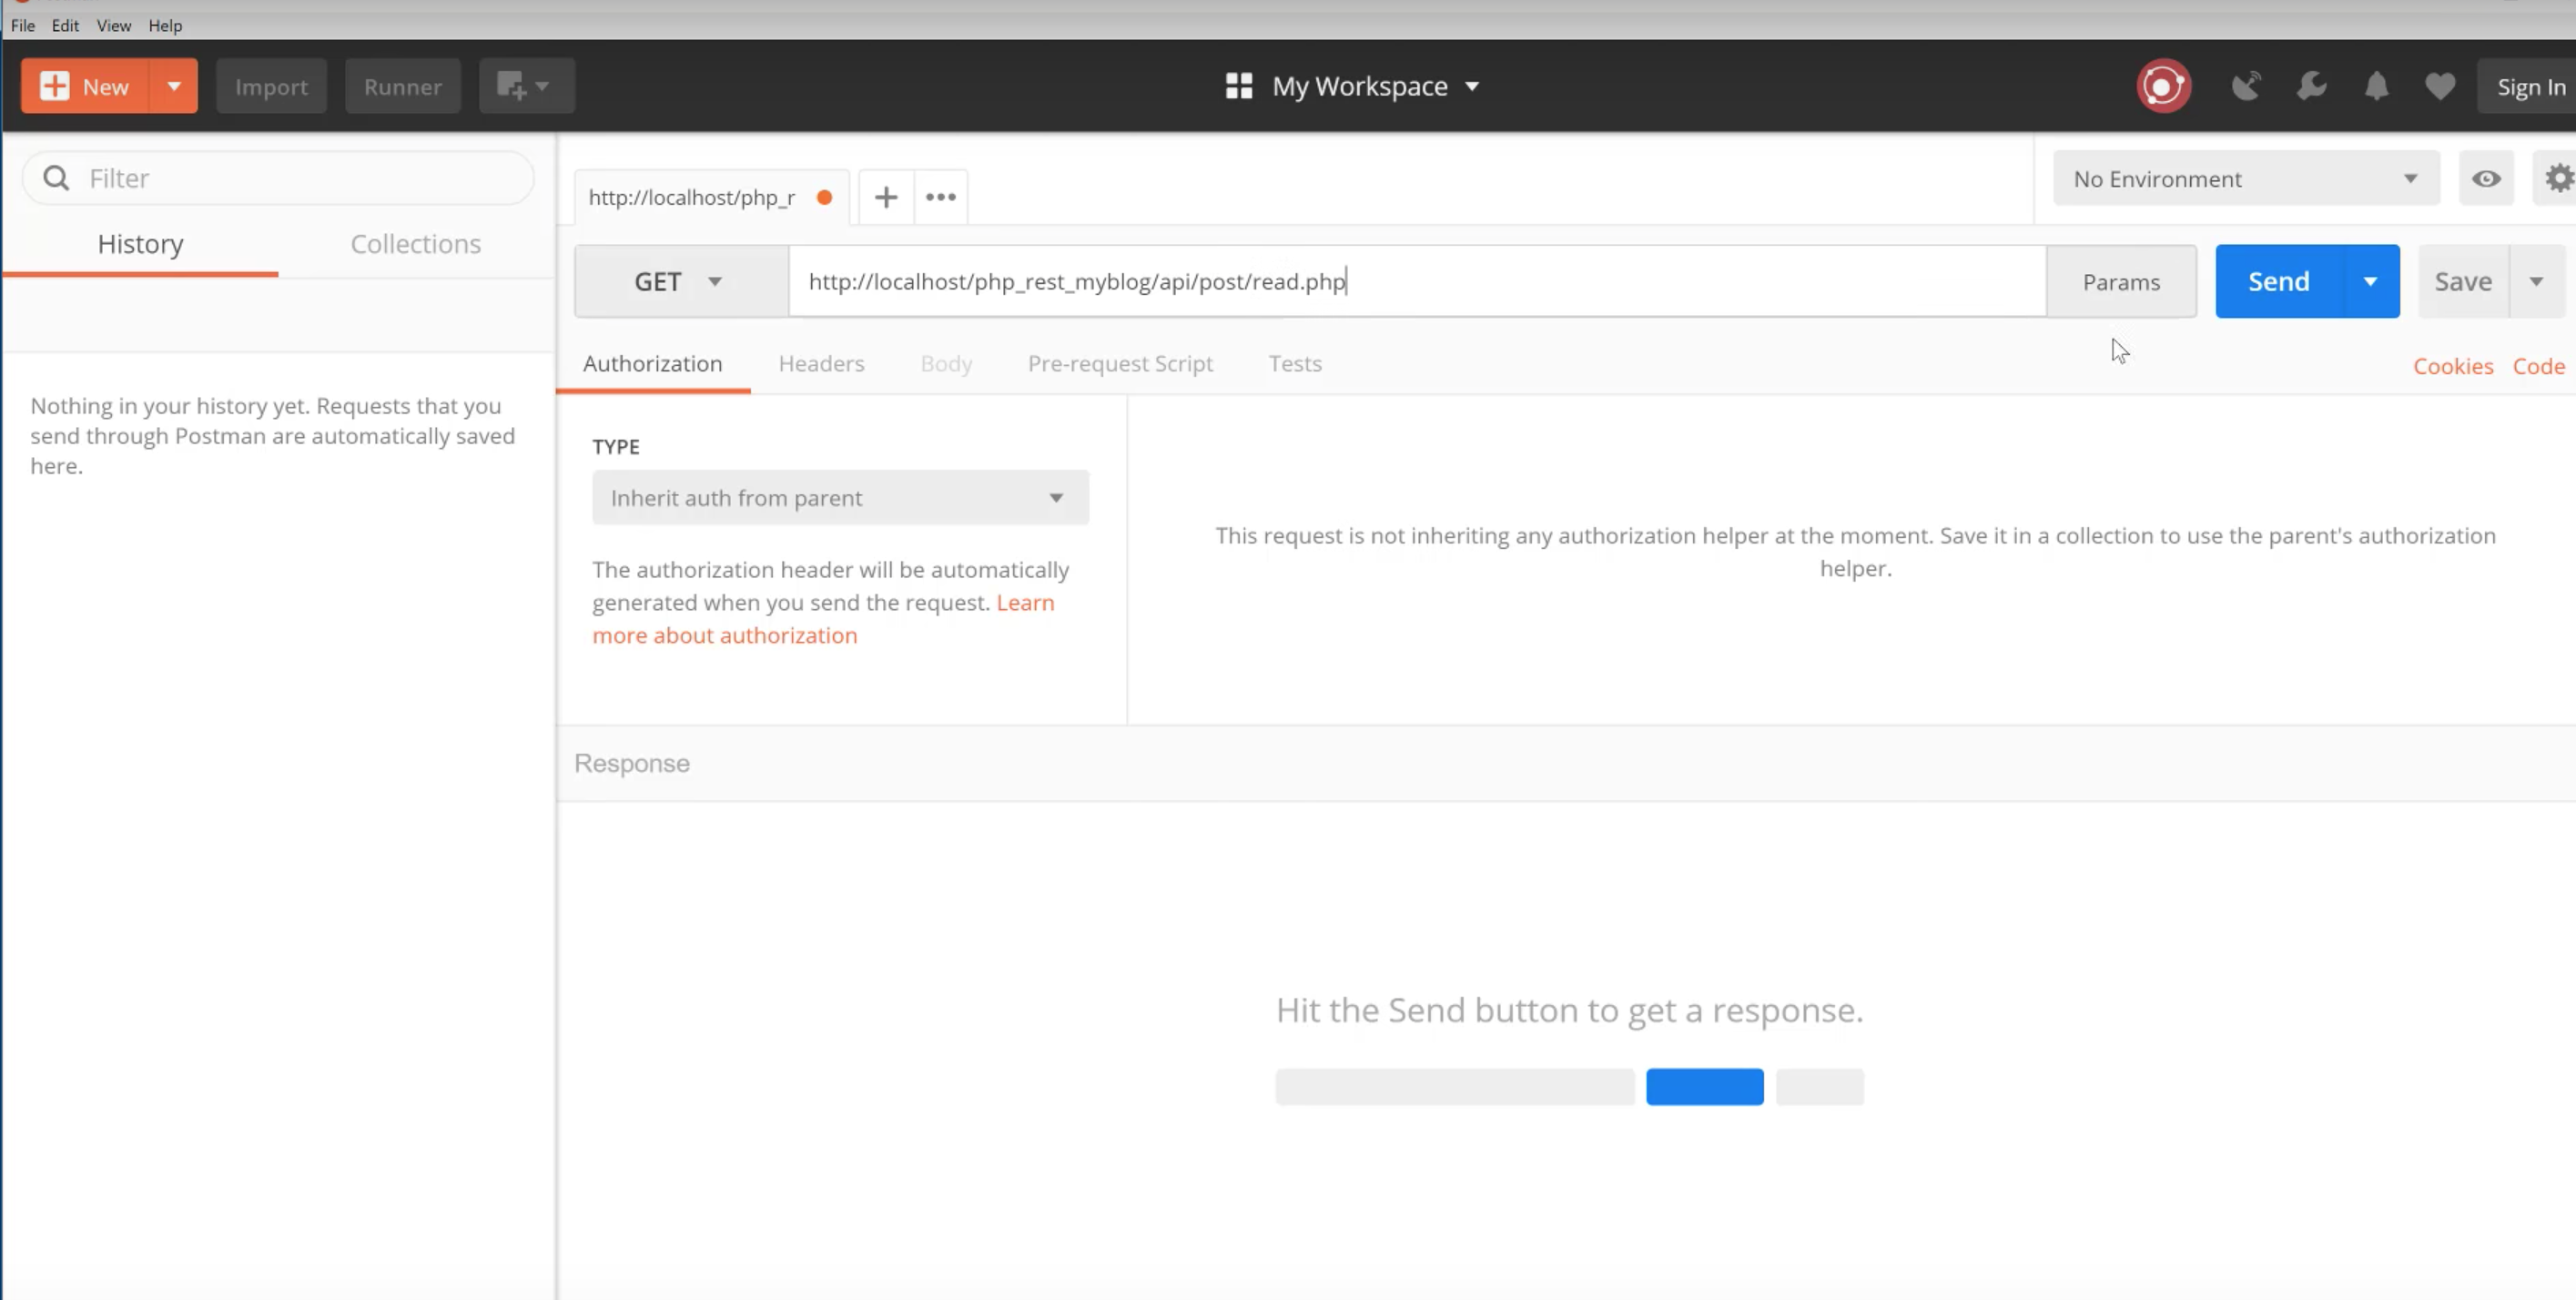 File Edit View Help
New Import Runner My Workspace Sign In
Filter
History Collections
Nothing in your history yet. Requests that you
send through Postman are automatically saved
here.
http://localhost/php_r
No Environment
GET http://localhost/php_rest_myblog/api/post/read.php Params Send Save
Authorization Headers Body Pre-request Script Tests Cookies Code
TYPE
Inherit auth from parent
The authorization header will be automatically
generated when you send the request. Learn
more about authorization
This request is not inheriting any authorization helper at the moment. Save it in a collection to use the parent's authorization
helper.
Response
Hit the Send button to get a response.